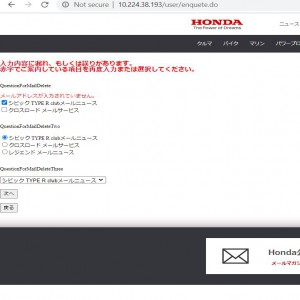 Not secure | 10.224.38.193/user/enquete.do
HONDA
The Power of Dreams
ニュース
クルマ バイク マリン パワープロ
入力内容に漏れ、もしくは誤りがあります。
赤字でご案内している項目を再度入力または選択してください。
QuestionForMailDelete
メールアドレスが入力されていません。
シビック TYPE R clubメールニュース
クロスロード メールサービス
QuestionForMailDeleteTwo
シビック TYPE R clubメールニュース
クロスロード メールサービス
レジェンド メールニュース
QuestionForMailDeleteThree
シビック TYPE R clubメールニュース
次へ
戻る
Honda
メールマガジ